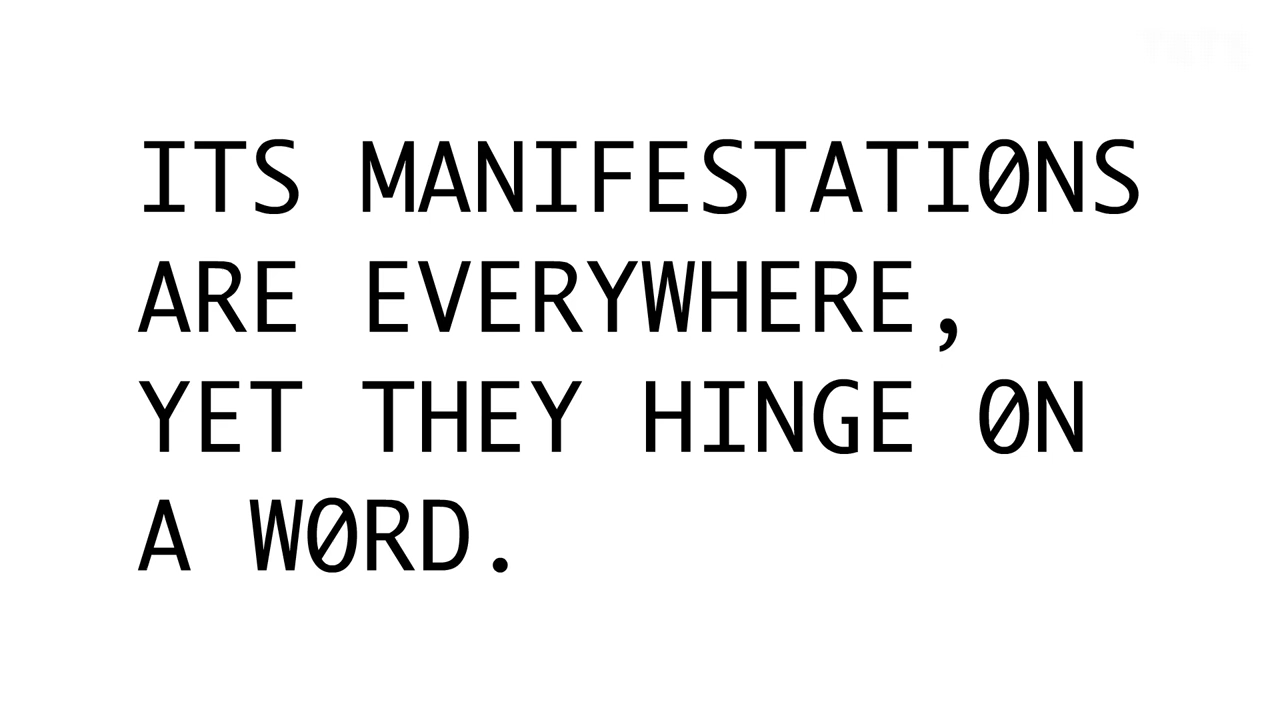 ITS MANIFESTATI0NS
ARE EVERYWHERE,
YET THEY HINGE 0N
A W0RD.